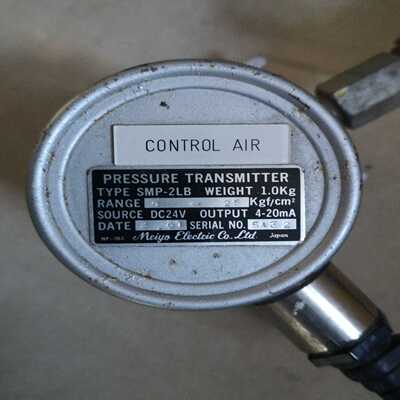 CONTROL AIR
PRESSURE TRANSMITTER
TYPE SMP-2LB WEIGHT 1.0Kg
RANGE 25 Kgf/cm²
SOURCE DC24V OUTPUT 4-20mA
DATE SERIAL NO.
Meiyo Electric Co., Ltd. Japan